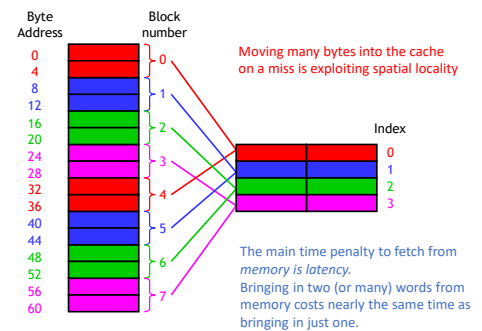 Byte
Address
Block
number
0
4
8
12
16
20
24
28
32
36
40
44
48
52
56
60
0
1
2
3
4
5
6
7
Moving many bytes into the cache
on a miss is exploiting spatial locality
Index
0
1
2
3
The main time penalty to fetch from
memory is latency.
Bringing in two (or many) words from
memory costs nearly the same time as
bringing in just one.